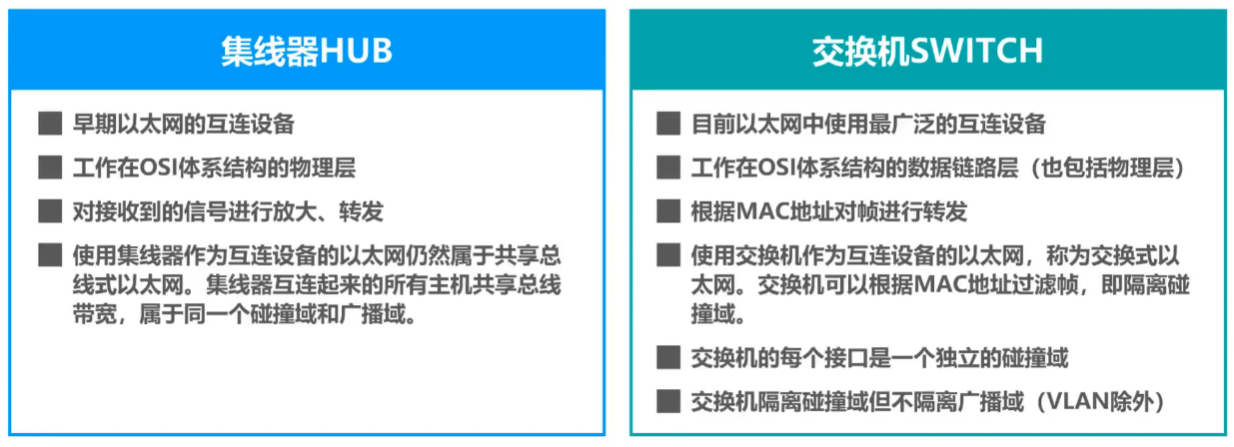 集线器HUB
早期以太网的互连设备
工作在OSI体系结构的物理层
对接收到的信号进行放大、转发
使用集线器作为互连设备的以太网仍然属于共享总
线式以太网。集线器互连起来的所有主机共享总线
带宽，属于同一个碰撞域和广播域。
交换机SWITCH
目前以太网中使用最广泛的互连设备
工作在OSI体系结构的数据链路层（也包括物理层）
根据MAC地址对帧进行转发
使用交换机作为互连设备的以太网，称为交换式以
太网。交换机可以根据MAC地址过滤帧，即隔离碰
撞域。
交换机的每个接口是一个独立的碰撞域
交换机隔离碰撞域但不隔离广播域（VLAN除外）